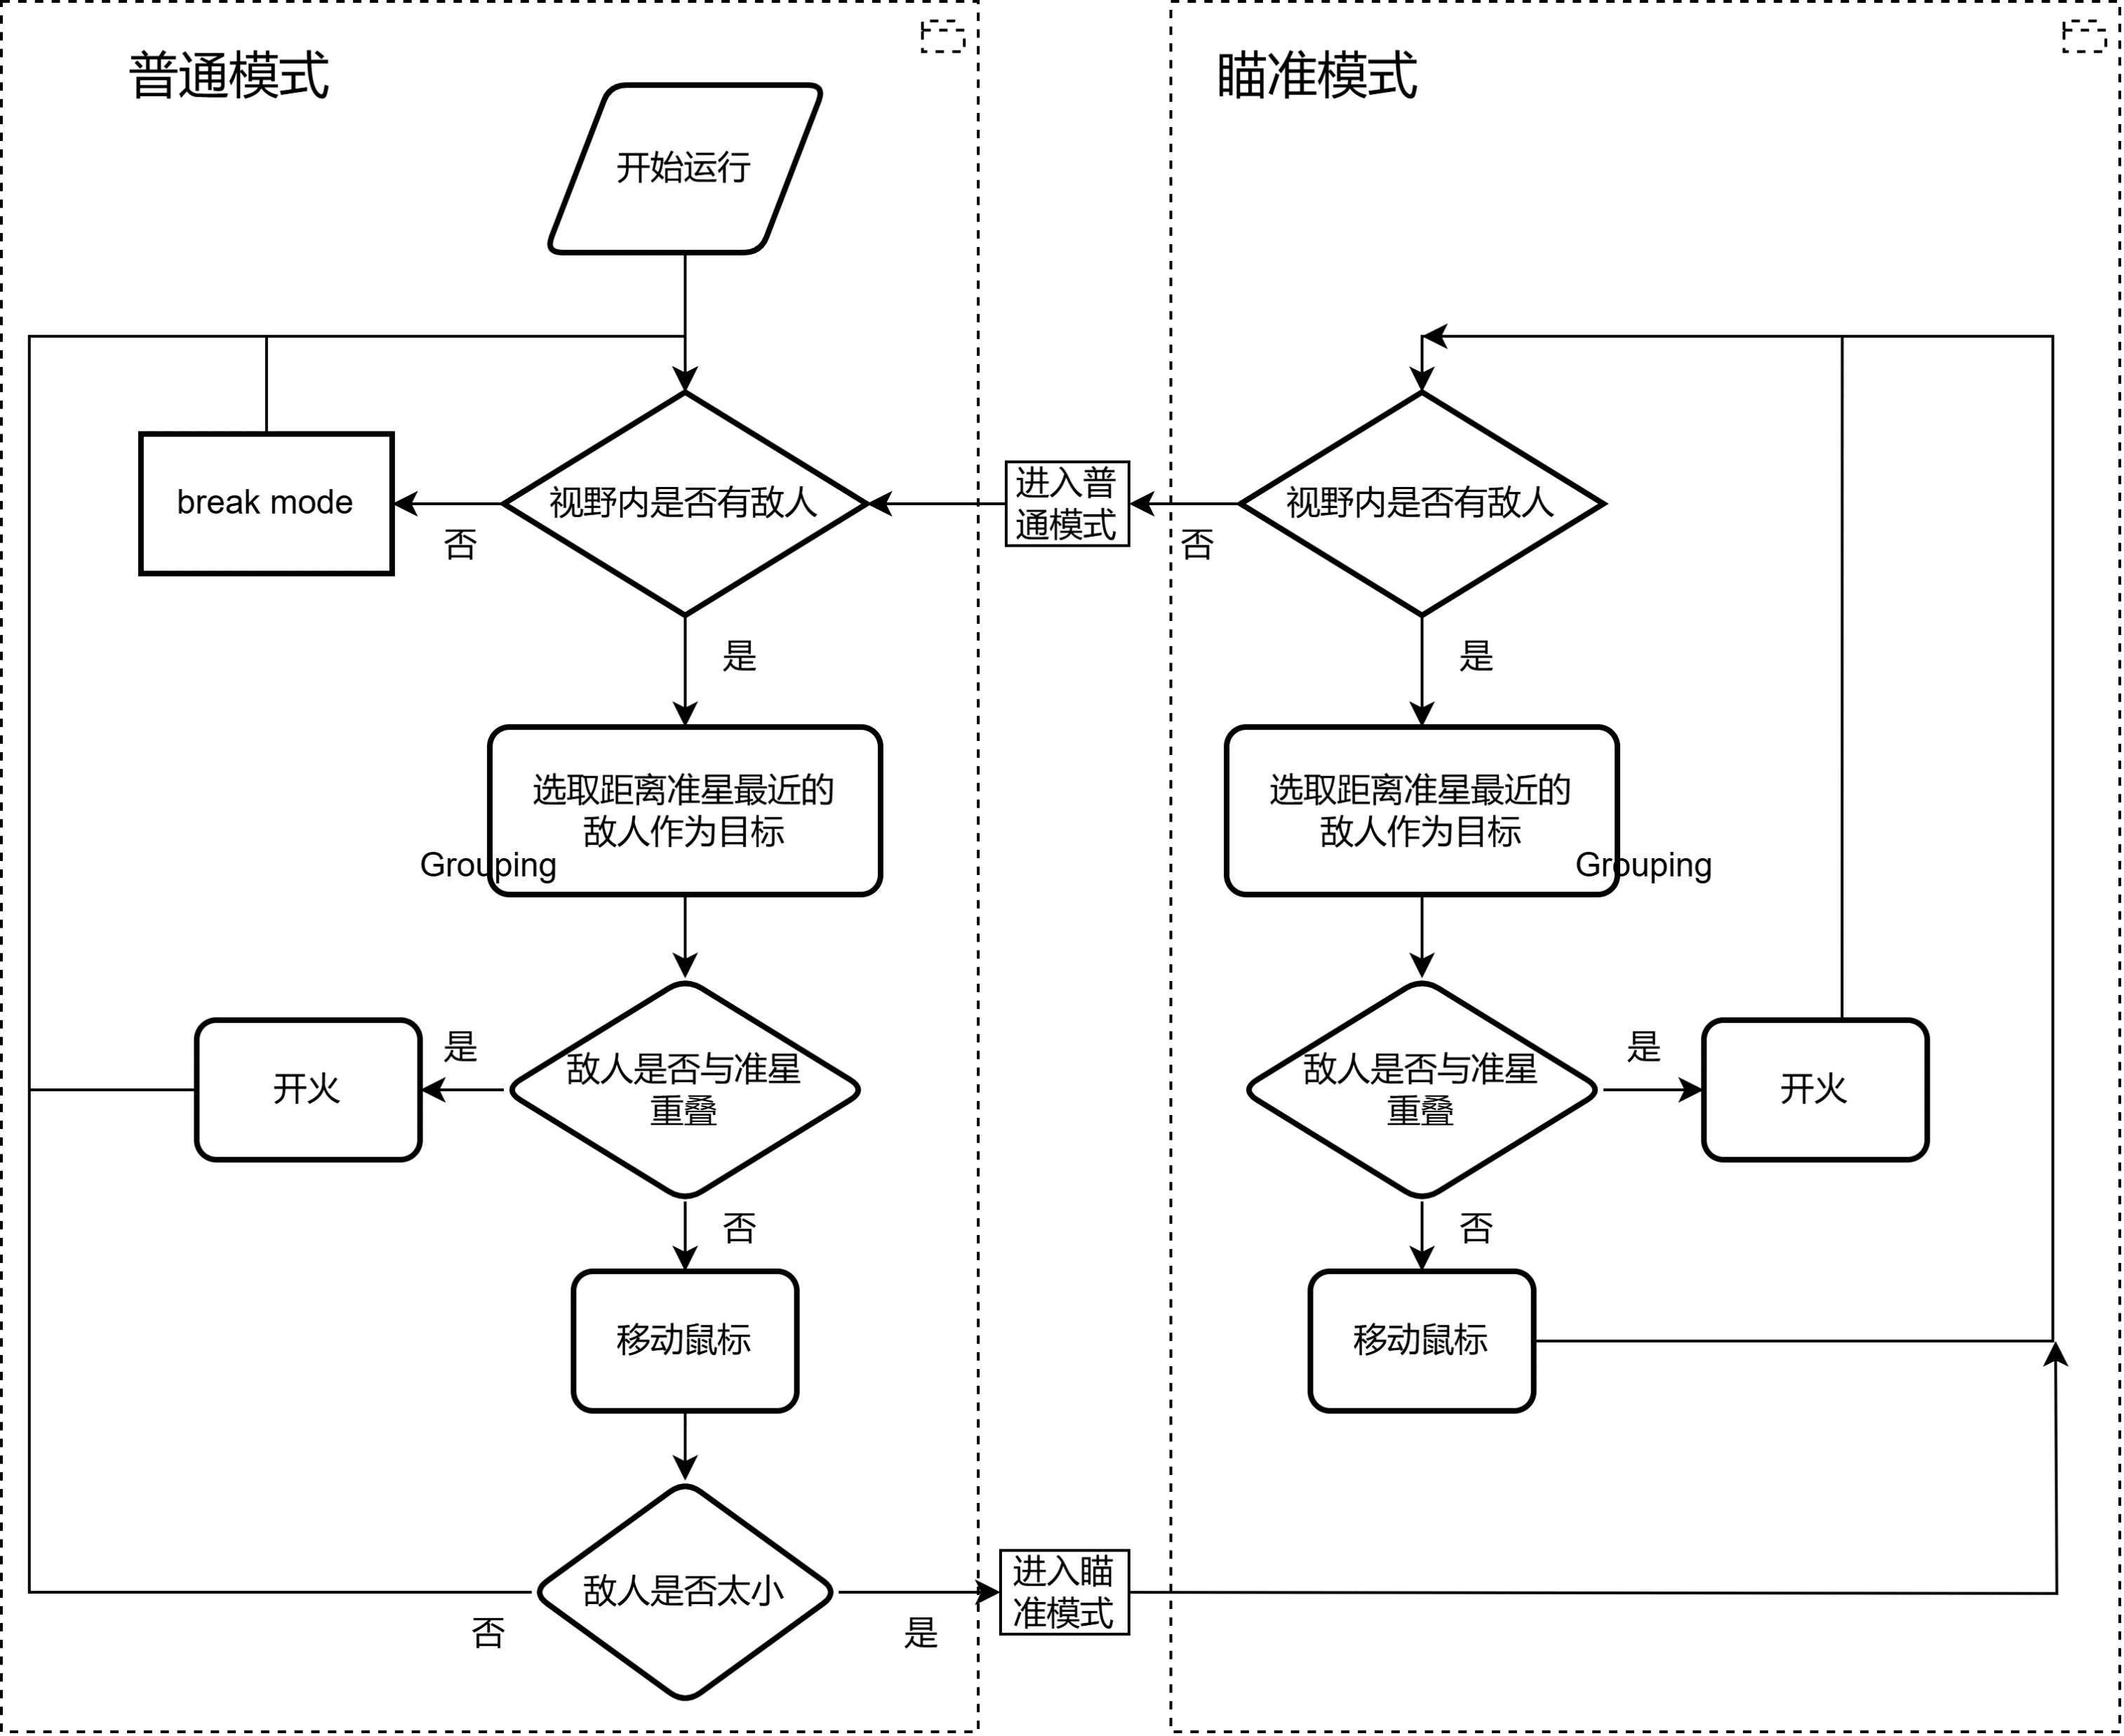 普通模式
瞄准模式
开始运行
break mode
否
视野内是否有敌人
进入普
通模式
否
视野内是否有敌人
是
是
选取距离准星最近的
敌人作为目标
Grouping
选取距离准星最近的
敌人作为目标
Grouping
开火
是
敌人是否与准星
重叠
敌人是否与准星
重叠
是
开火
否
否
移动鼠标
移动鼠标
敌人是否太小
否
是
进入瞄
准模式